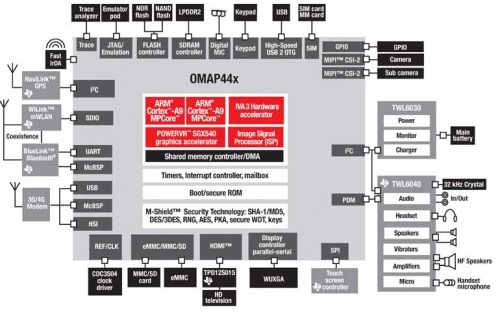 Trace analyzer
Emulator pod
NOR flash
NAND flash
LPDDR2
Keypad
USB
SIM card
MM card
Fast IrDA
Trace
JTAG/ Emulation
FLASH controller
SDRAM controller
Digital MIC
Keypad
High-Speed USB 2 OTG
SIM
GPIO
GPIO
MIPI™ CSI-2
Camera
MIPI™ CSI-2
Sub camera
OMAP44x
NaviLink™ GPS
I²C
WiLink™ mWLAN
SDIO
Coexistence
BlueLink™ Bluetooth®
UART
McBSP
3G/4G Modem
USB
McBSP
HSI
ARM® Cortex™-A9 MPCore™
ARM® Cortex™-A9 MPCore™
IVA3 Hardware accelerator
POWERVR™ SGX540 graphics accelerator
Image Signal Processor (ISP)
Shared memory controller/DMA
Timers, Interrupt controller, mailbox
Boot/secure ROM
M-Shield™ Security Technology: SHA-1/MD5,
DES/3DES, RNG, AES, PKA, secure WDT, keys
I²C
PDM
TWL6030
Power
Monitor
Charger
Main battery
TWL6040
32 kHz Crystal
Audio
In/Out
Headset
Speakers
Vibrators
Amplifiers
HF Speakers
Micro
Handset microphone
REF/CLK
eMMC/MMC/SD
HDMI™
Display controller parallel-serial
SPI
CDC3S04 clock driver
MMC/SD card
eMMC
TPD12S015
HD television
WUXGA
Touch screen controller